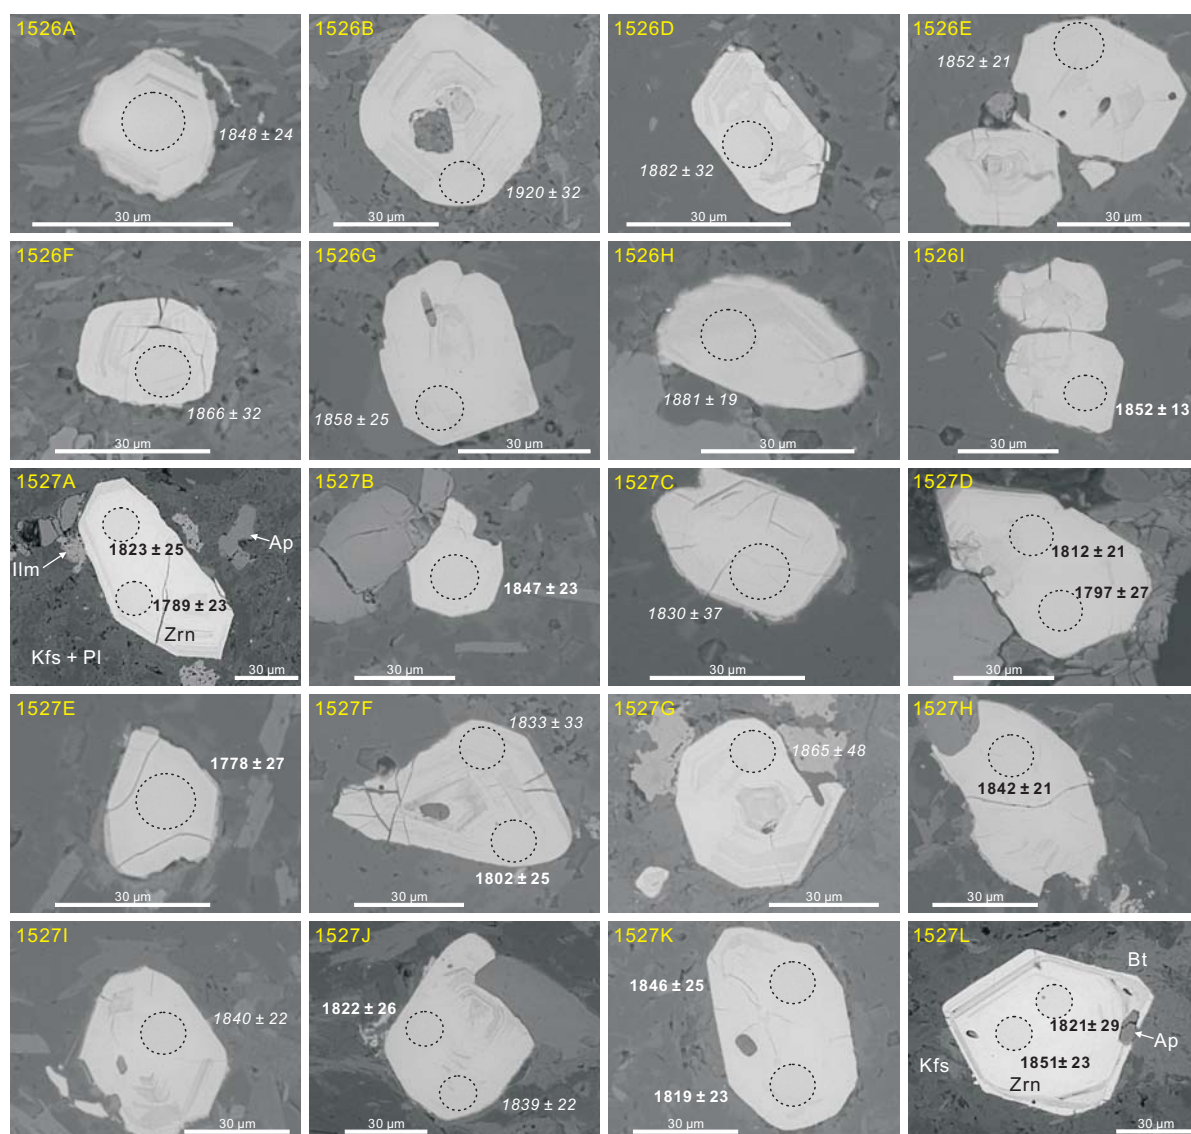 1526A
1848 ± 24
30 µm
1526B
1920 ± 32
30 µm
1526D
1882 ± 32
30 µm
1526E
1852 ± 21
30 µm
1526F
1866 ± 32
30 µm
1526G
1858 ± 25
30 µm
1526H
1881 ± 19
30 µm
1526I
1852 ± 13
30 µm
1527A
1823 ± 25
Ap
Ilm
1789 ± 23
Zrn
Kfs + Pl
30 µm
1527B
1847 ± 23
30 µm
1527C
1830 ± 37
30 µm
1527D
1812 ± 21
1797 ± 27
30 µm
1527E
1778 ± 27
30 µm
1527F
1833 ± 33
1802 ± 25
30 µm
1527G
1865 ± 48
30 µm
1527H
1842 ± 21
30 µm
1527I
1840 ± 22
30 µm
1527J
1822 ± 26
1839 ± 22
30 µm
1527K
1846 ± 25
1819 ± 23
30 µm
1527L
Bt
1821± 29
Ap
1851± 23
Kfs
Zrn
30 µm